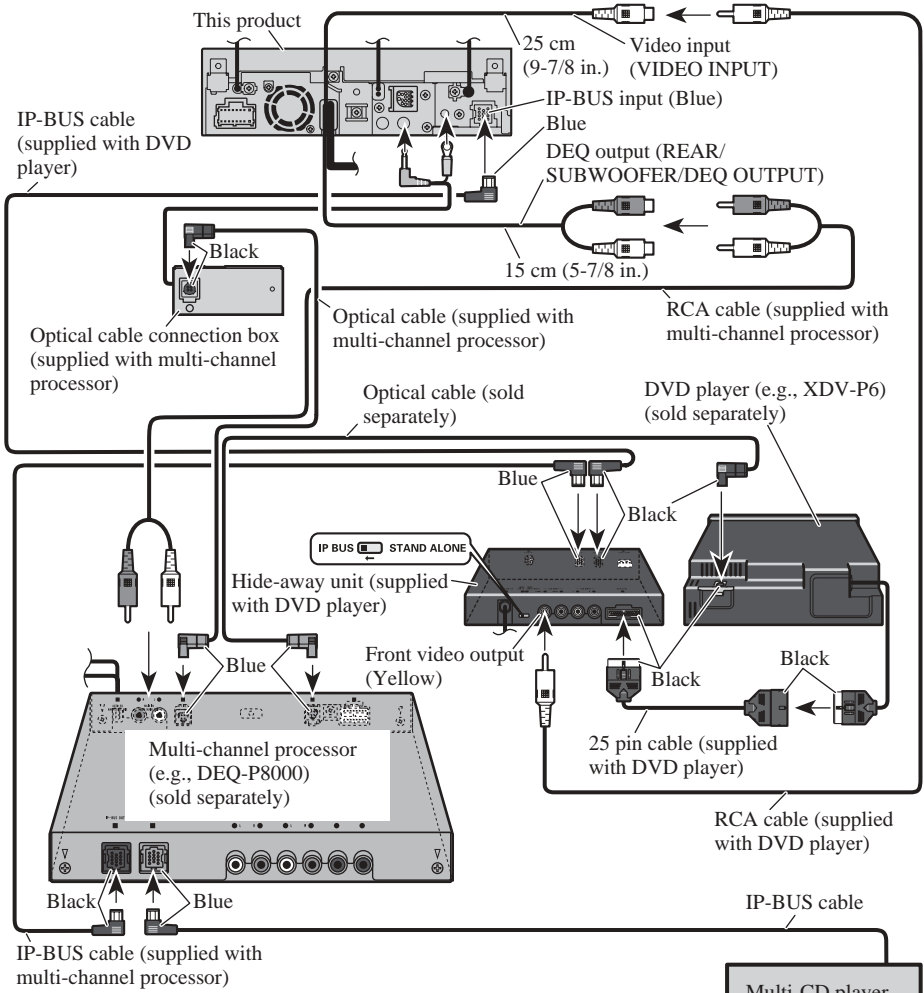 This product
25 cm
(9-7/8 in.)
Video input
(VIDEO INPUT)
IP-BUS input (Blue)
Blue
IP-BUS cable
(supplied with DVD
player)
DEQ output (REAR/
SUBWOOFER/DEQ OUTPUT)
Black
15 cm (5-7/8 in.)
Optical cable connection box
(supplied with multi-channel
processor)
Optical cable (supplied with
multi-channel processor)
RCA cable (supplied with
multi-channel processor)
Optical cable (sold
separately)
DVD player (e.g., XDV-P6)
(sold separately)
Blue
Black
IP BUS STAND ALONE
Hide-away unit (supplied
with DVD player)
Front video output
(Yellow)
Blue
Black
Black
25 pin cable (supplied
with DVD player)
Multi-channel processor
(e.g., DEQ-P8000)
(sold separately)
RCA cable (supplied
with DVD player)
Black
Blue
IP-BUS cable
IP-BUS cable (supplied with
multi-channel processor)
Multi-CD player